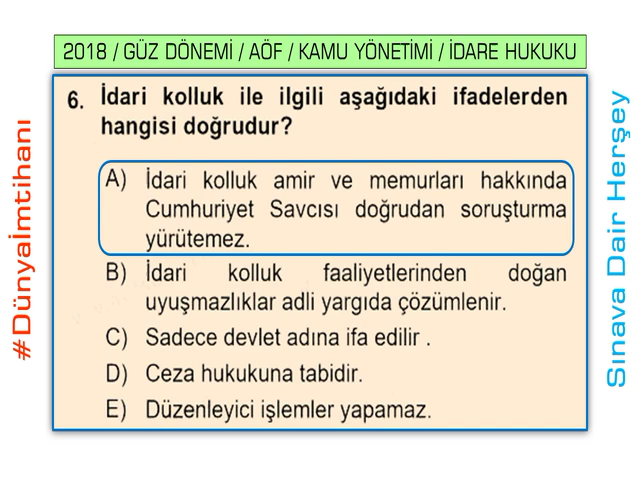 2018 / GÜZ DÖNEMİ / AÖF / KAMU YÖNETİMİ / İDARE HUKUKU
#Dünyaİmtihanı
6. İdari kolluk ile ilgili aşağıdaki ifadelerden
hangisi doğrudur?
A) İdari kolluk amir ve memurları hakkında
Cumhuriyet Savcısı doğrudan soruşturma
yürütemez.
B) İdari kolluk faaliyetlerinden doğan
uyuşmazlıklar adli yargıda çözümlenir.
C) Sadece devlet adına ifa edilir .
D) Ceza hukukuna tabidir.
E) Düzenleyici işlemler yapamaz.
Sınava Dair Herşey